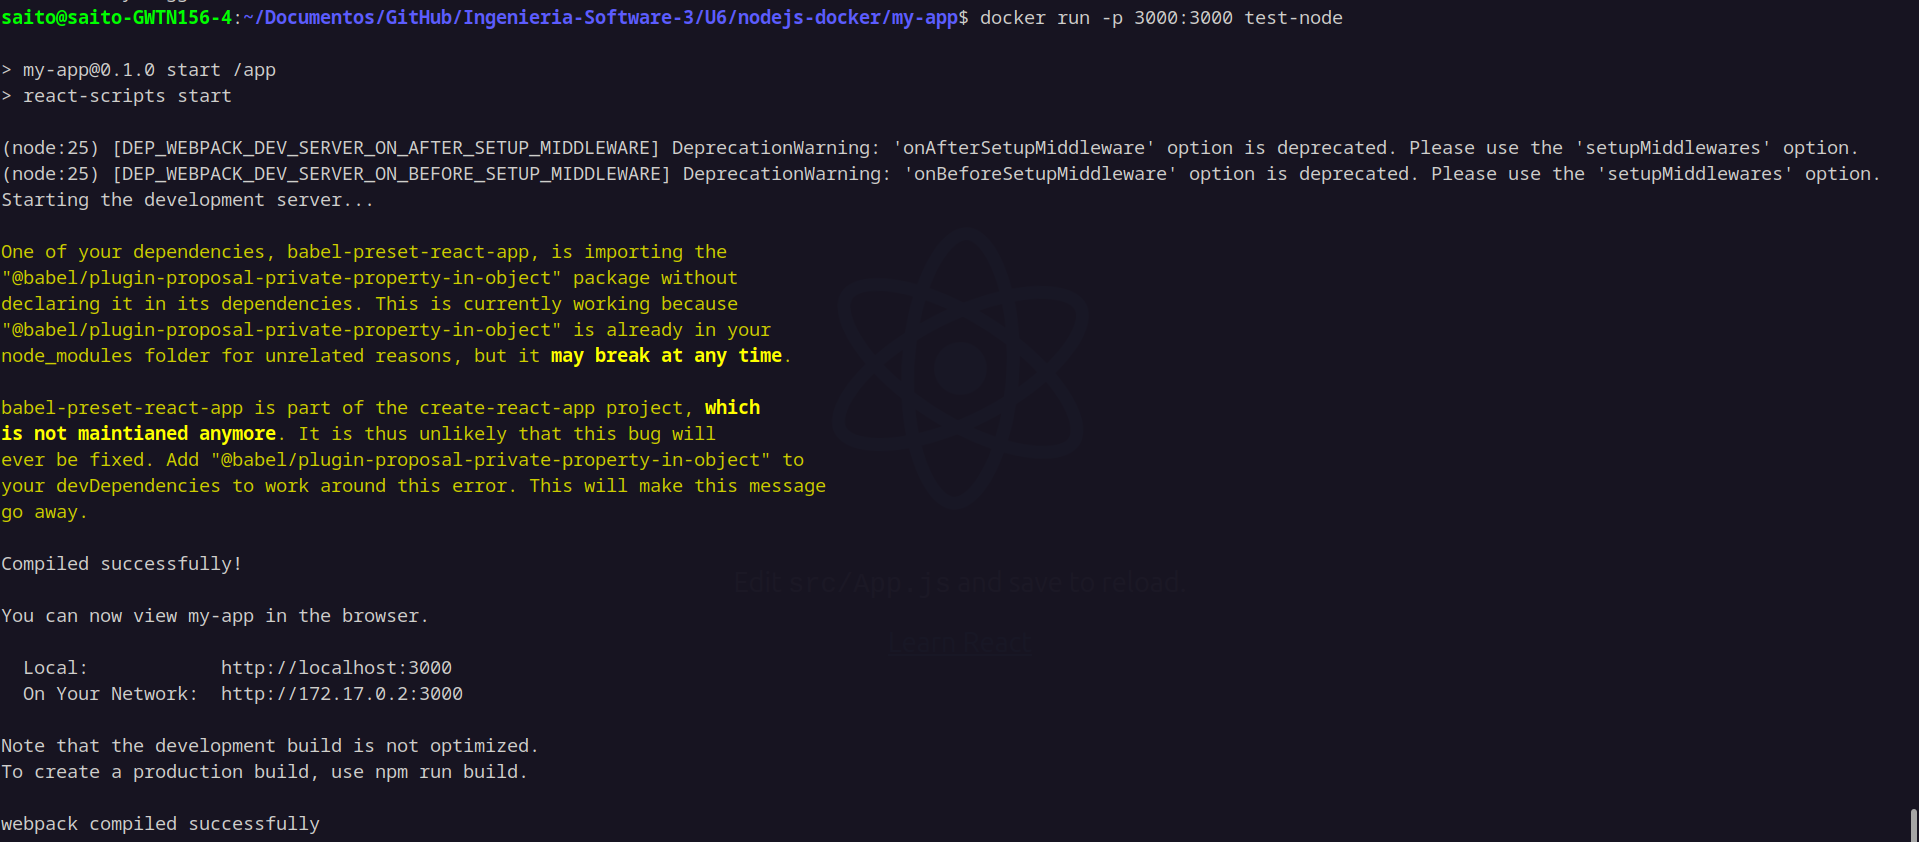 saito@saito-GWTN156-4:~/Documentos/GitHub/Ingenieria-Software-3/U6/nodejs-docker/my-app$ docker run -p 3000:3000 test-node
> my-app@0.1.0 start /app
> react-scripts start
(node:25) [DEP_WEBPACK_DEV_SERVER_ON_AFTER_SETUP_MIDDLEWARE] DeprecationWarning: 'onAfterSetupMiddleware' option is deprecated. Please use the 'setupMiddlewares' option.
(node:25) [DEP_WEBPACK_DEV_SERVER_ON_BEFORE_SETUP_MIDDLEWARE] DeprecationWarning: 'onBeforeSetupMiddleware' option is deprecated. Please use the 'setupMiddlewares' option.
Starting the development server...
One of your dependencies, babel-preset-react-app, is importing the
"@babel/plugin-proposal-private-property-in-object" package without
declaring it in its dependencies. This is currently working because
"@babel/plugin-proposal-private-property-in-object" is already in your
node_modules folder for unrelated reasons, but it may break at any time.
babel-preset-react-app is part of the create-react-app project, which
is not maintianed anymore. It is thus unlikely that this bug will
ever be fixed. Add "@babel/plugin-proposal-private-property-in-object" to
your devDependencies to work around this error. This will make this message
go away.
Compiled successfully!
Edit src/App.js and save to reload.
You can now view my-app in the browser.
Learn React
Local: http://localhost:3000
On Your Network: http://172.17.0.2:3000
Note that the development build is not optimized.
To create a production build, use npm run build.
webpack compiled successfully